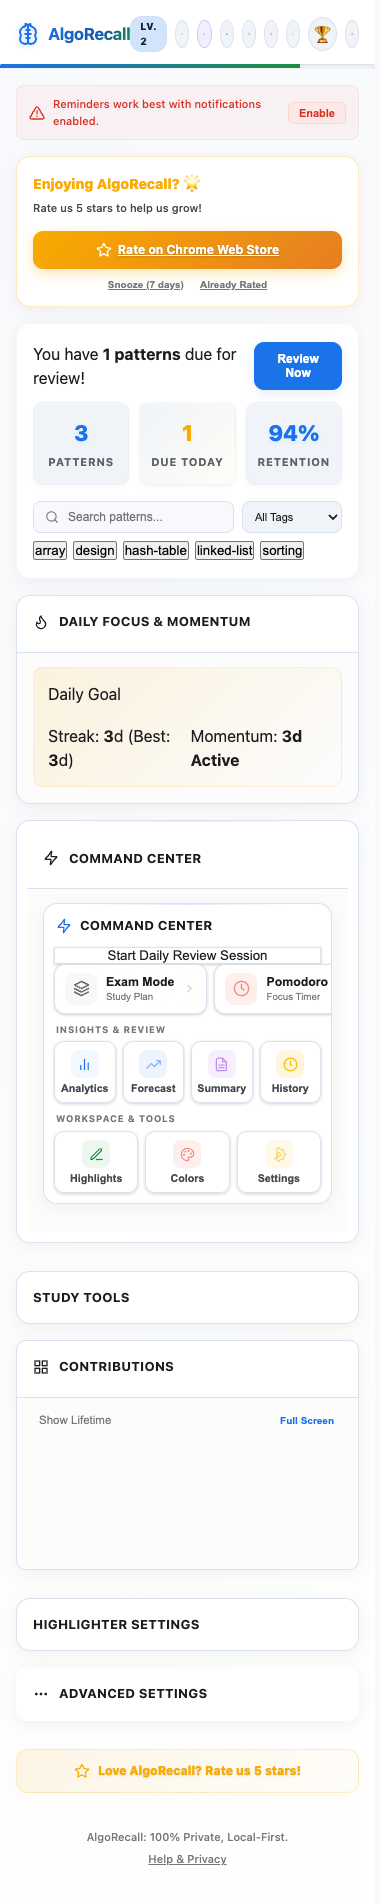 AlgoRecall
LV.
2
Reminders work best with notifications
enabled.
Enable
Enjoying AlgoRecall? 🌟
Rate us 5 stars to help us grow!
Rate on Chrome Web Store
Snooze (7 days)
Already Rated
You have 1 patterns due for
review!
Review
Now
3
PATTERNS
1
DUE TODAY
94%
RETENTION
Search patterns...
All Tags
array
design
hash-table
linked-list
sorting
DAILY FOCUS & MOMENTUM
Daily Goal
Streak: 3d (Best:
3d)
Momentum: 3d
Active
COMMAND CENTER
COMMAND CENTER
Start Daily Review Session
Exam Mode
Study Plan
Pomodoro
Focus Timer
INSIGHTS & REVIEW
Analytics
Forecast
Summary
History
WORKSPACE & TOOLS
Highlights
Colors
Settings
STUDY TOOLS
CONTRIBUTIONS
Show Lifetime
Full Screen
HIGHLIGHTER SETTINGS
ADVANCED SETTINGS
Love AlgoRecall? Rate us 5 stars!
AlgoRecall: 100% Private, Local-First.
Help & Privacy